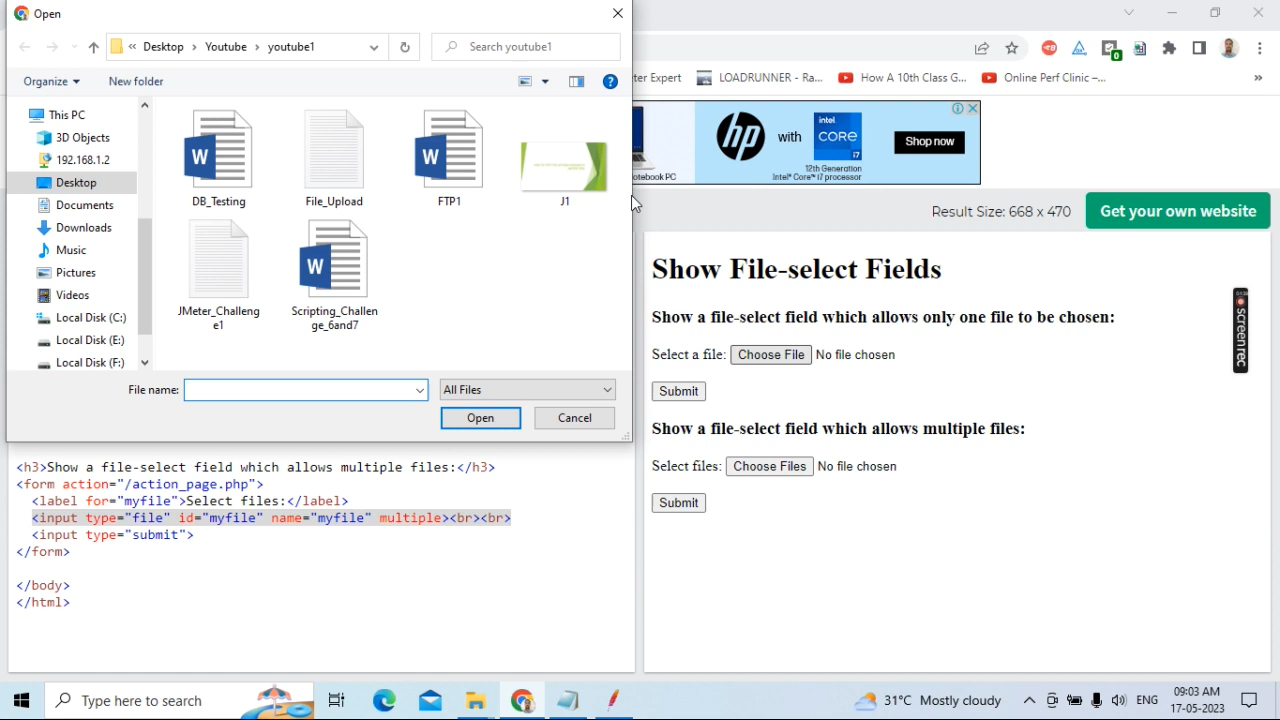 Open
« Desktop › Youtube › youtube1
Search youtube1
Organize
New folder
This PC
3D Objects
192.168.1.2
Desktop
Documents
Downloads
Music
Pictures
Videos
Local Disk (C:)
Local Disk (E:)
Local Disk (F:)
DB_Testing
File_Upload
FTP1
J1
JMeter_Challeng
e1
Scripting_Challen
ge_6and7
File name:
All Files
Open
Cancel
ter Expert
LOADRUNNER - Ra...
How A 10th Class G...
Online Perf Clinic –...
»
0
hp
with
intel
CORE
i7
12th Generation
Intel® Core™ i7 processor
Shop now
otebook PC
Result Size: 668 x 470
Get your own website
Show File-select Fields
Show a file-select field which allows only one file to be chosen:
Select a file: Choose File No file chosen
Submit
Show a file-select field which allows multiple files:
Select files: Choose Files No file chosen
Submit
screenrec
<h3>Show a file-select field which allows multiple files:</h3>
<form action="/action_page.php">
<label for="myfile">Select files:</label>
<input type="file" id="myfile" name="myfile" multiple><br><br>
<input type="submit">
</form>
</body>
</html>
Type here to search
31°C Mostly cloudy
ENG
09:03 AM
17-05-2023